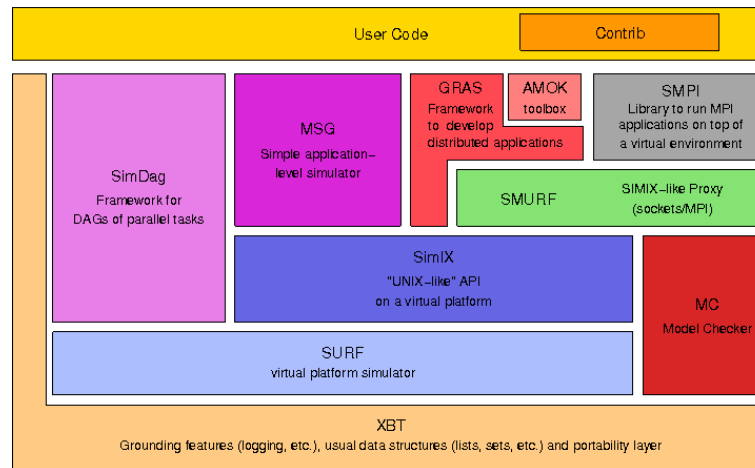 User Code
Contrib
SimDag
Framework for
DAGs of parallel tasks
MSG
Simple application-
level simulator
GRAS
Framework
to develop
distributed applications
AMOK
toolbox
SMPI
Library to run MPI
applications on top of
a virtual environment
SMURF
SIMIX-like Proxy
(sockets/MPI)
SimIX
"UNIX-like" API
on a virtual platform
MC
Model Checker
SURF
virtual platform simulator
XBT
Grounding features (logging, etc.), usual data structures (lists, sets, etc.) and portability layer